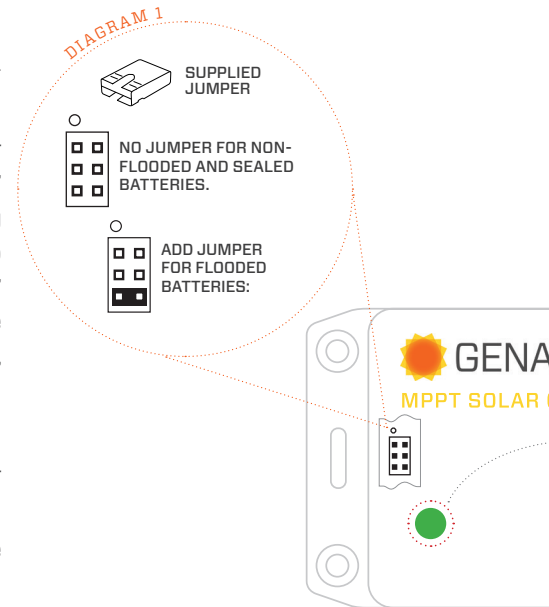 DIAGRAM 1
SUPPLIED
JUMPER
NO JUMPER FOR NON-
FLOODED AND SEALED
BATTERIES.
ADD JUMPER
FOR FLOODED
BATTERIES:
GENA
MPPT SOLAR